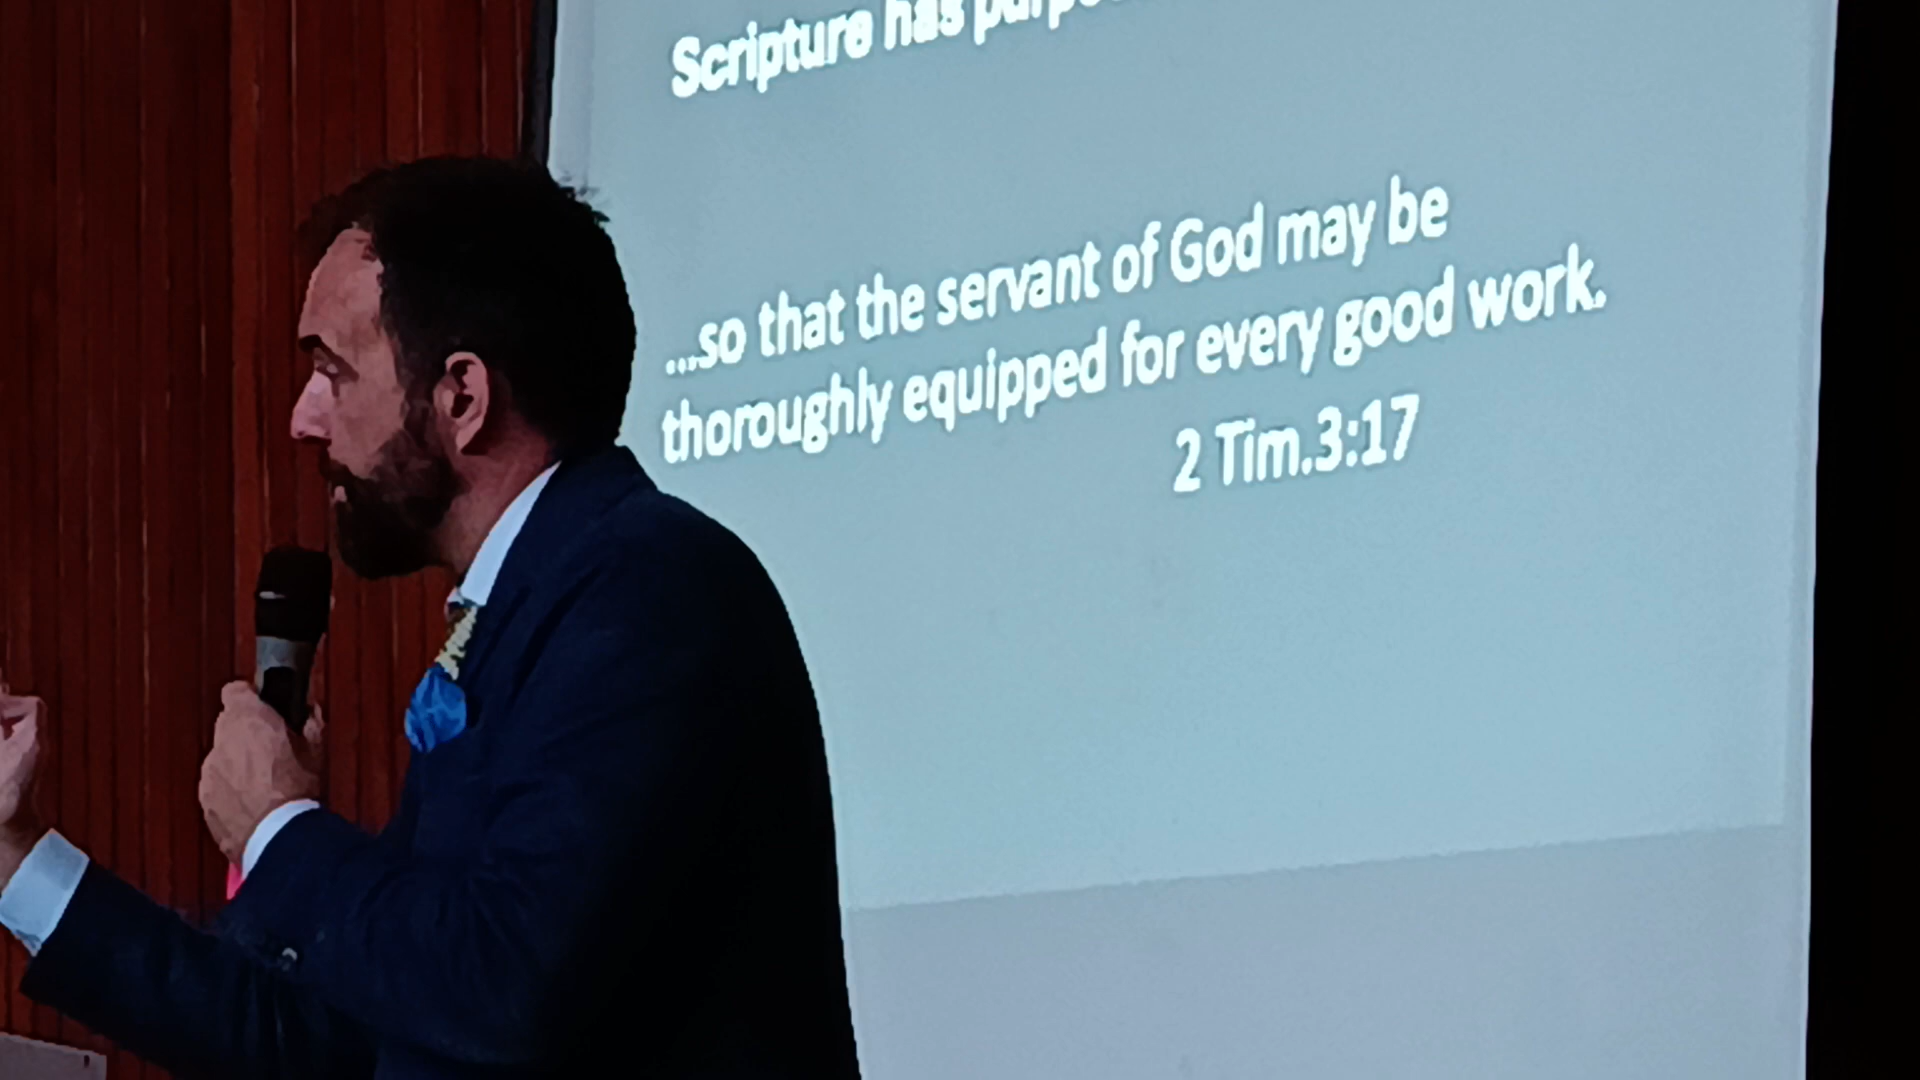 Scripture has
...so that the servant of God may be
thoroughly equipped for every good work.
2 Tim.3:17